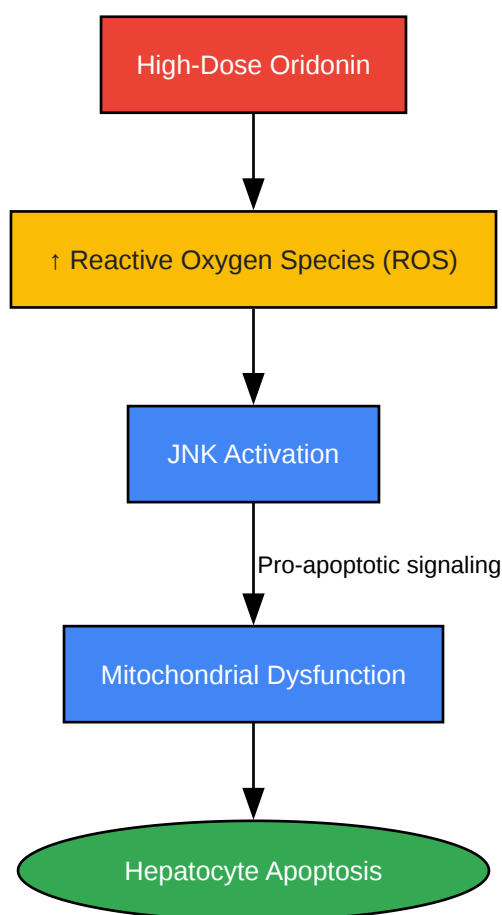 High-Dose Oridonin
↑ Reactive Oxygen Species (ROS)
JNK Activation
Pro-apoptotic signaling
Mitochondrial Dysfunction
Hepatocyte Apoptosis